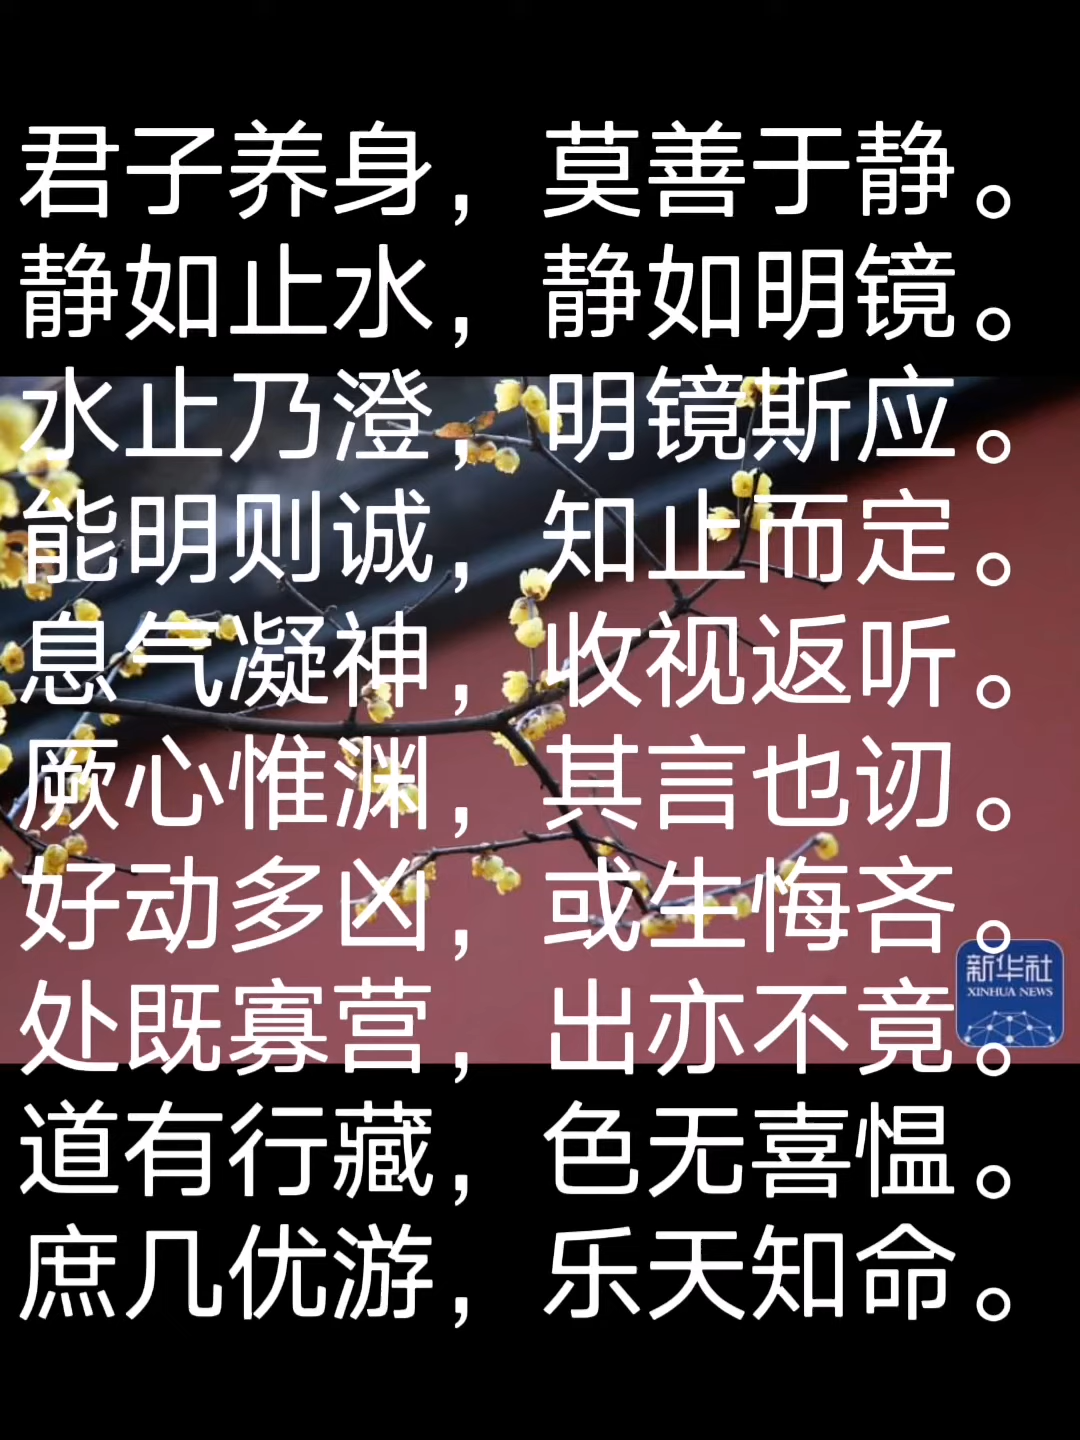 君子养身，莫善于静。
静如止水，静如明镜。
水止乃澄，明镜斯应。
能明则诚，知止而定。
息气凝神，收视返听。
厥心惟渊，其言也讱。
好动多凶，或生悔吝。
处既寡营，出亦不竟。
道有行藏，色无喜愠。
庶几优游，乐天知命。
新华社
XINHUA NEWS